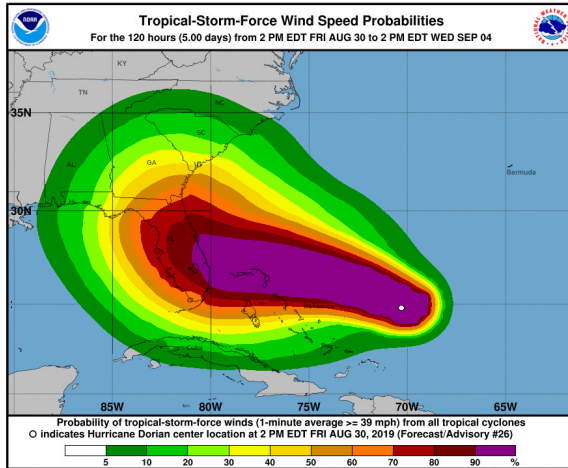 Tropical-Storm-Force Wind Speed Probabilities
For the 120 hours (5.00 days) from 2 PM EDT FRI AUG 30 to 2 PM EDT WED SEP 04
NOAA
KY
TN
NC
35N
SC
AL
GA
Bermuda
30N
FL
Bahamas
Cuba
85W 80W 75W 70W 65W
Probability of tropical-storm-force winds (1-minute average >= 39 mph) from all tropical cyclones
O indicates Hurricane Dorian center location at 2 PM EDT FRI AUG 30, 2019 (Forecast/Advisory #26)
5 10 20 30 40 50 60 70 80 90 %